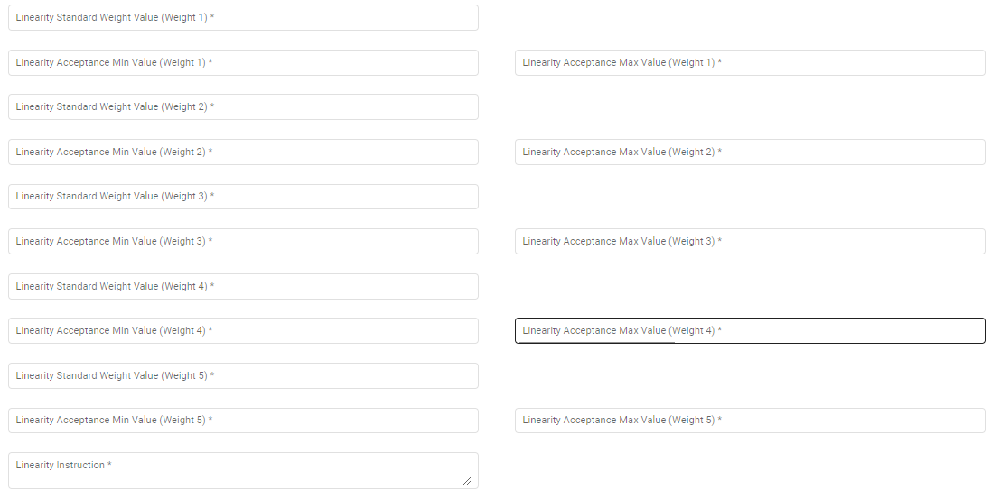 Linearity Standard Weight Value (Weight 1) *
Linearity Acceptance Min Value (Weight 1) *
Linearity Acceptance Max Value (Weight 1) *
Linearity Standard Weight Value (Weight 2) *
Linearity Acceptance Min Value (Weight 2) *
Linearity Acceptance Max Value (Weight 2) *
Linearity Standard Weight Value (Weight 3) *
Linearity Acceptance Min Value (Weight 3) *
Linearity Acceptance Max Value (Weight 3) *
Linearity Standard Weight Value (Weight 4) *
Linearity Acceptance Min Value (Weight 4) *
Linearity Acceptance Max Value (Weight 4) *
Linearity Standard Weight Value (Weight 5) *
Linearity Acceptance Min Value (Weight 5) *
Linearity Acceptance Max Value (Weight 5) *
Linearity Instruction *